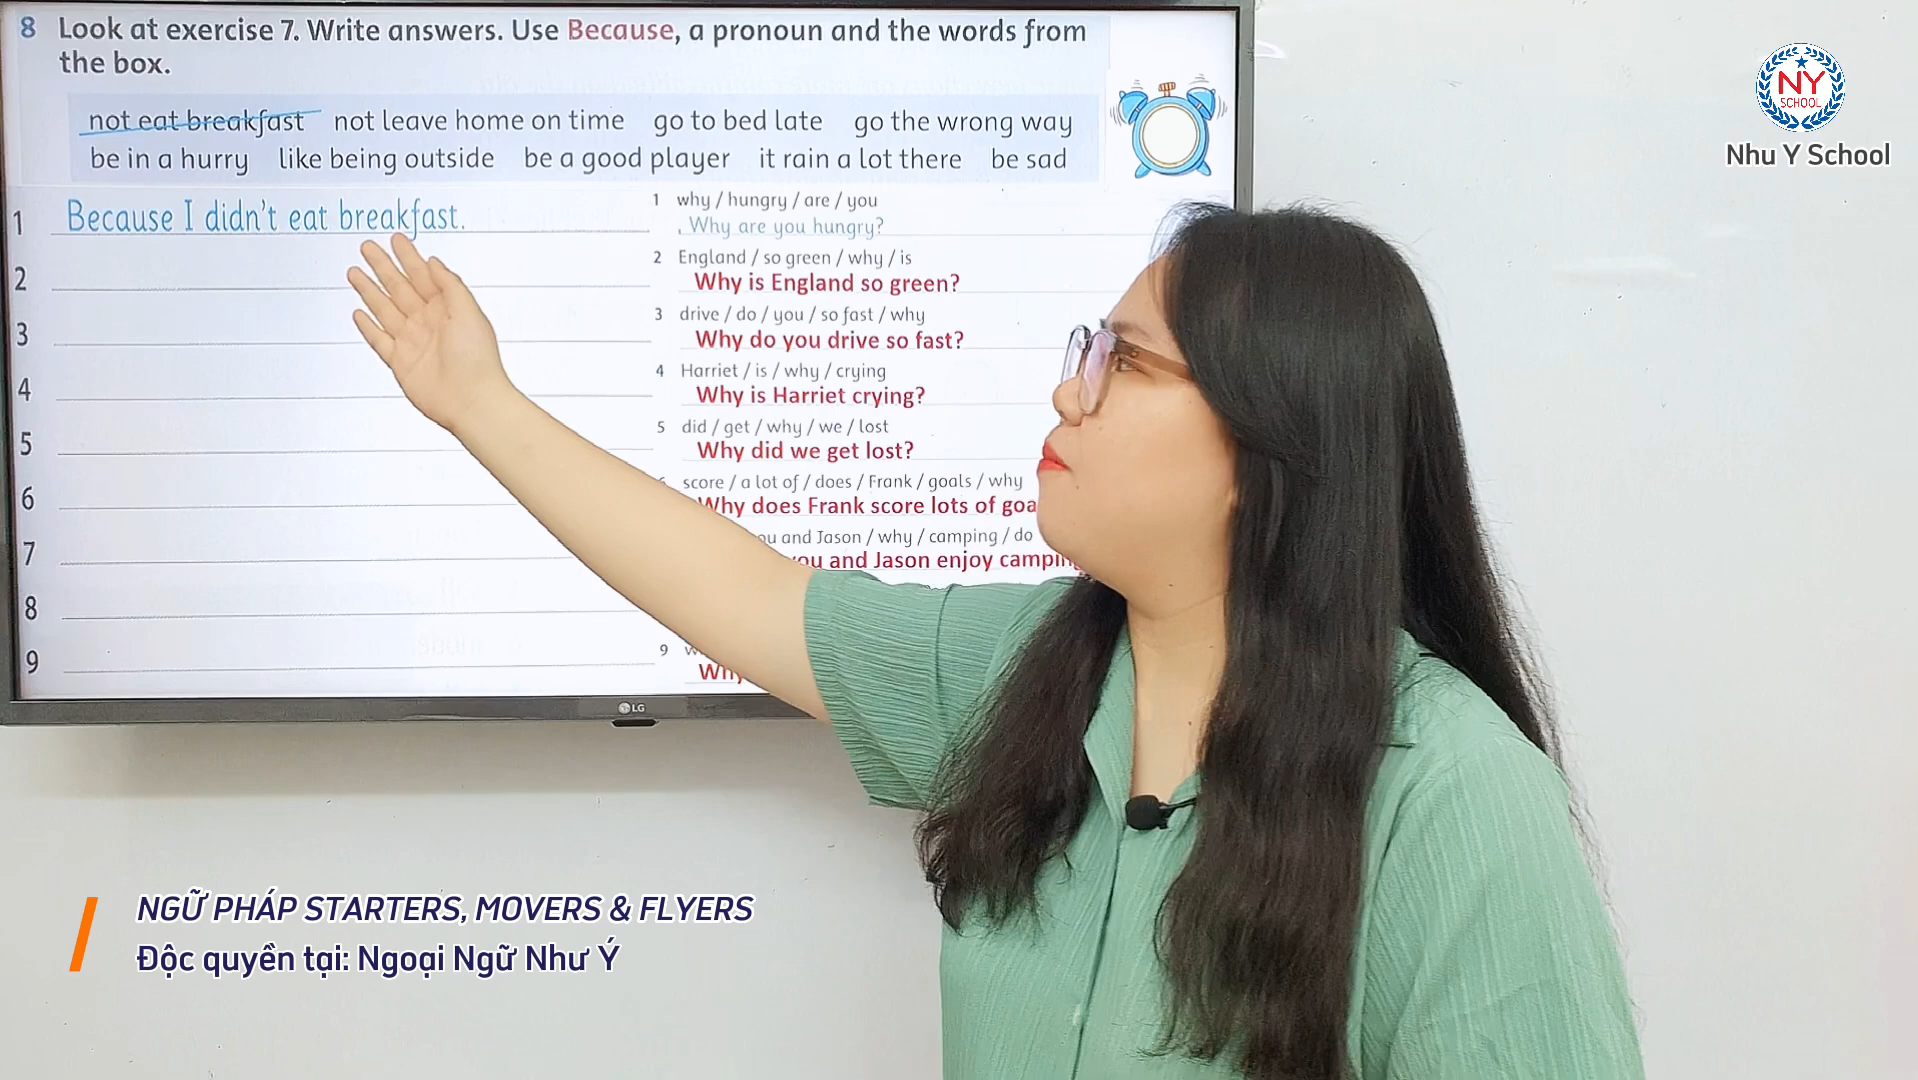 8 Look at exercise 7. Write answers. Use Because, a pronoun and the words from
the box.
not eat breakfast not leave home on time go to bed late go the wrong way
be in a hurry like being outside be a good player it rain a lot there be sad
1 Because I didn't eat breakfast.
2
3
4
5
6
7
8
9
1 why / hungry / are / you
Why are you hungry?
2 England / so green / why / is
Why is England so green?
3 drive / do / you / so fast / why
Why do you drive so fast?
4 Harriet / is / why / crying
Why is Harriet crying?
5 did / get / why / we / lost
Why did we get lost?
score / a lot of / does / Frank / goals / why
Why does Frank score lots of
and Jason / why / camping / do
you and Jason enjoy camping
9
LG
NY
SCHOOL
Nhu Y School
NGỮ PHÁP STARTERS, MOVERS & FLYERS
Độc quyền tại: Ngoại Ngữ Như Ý